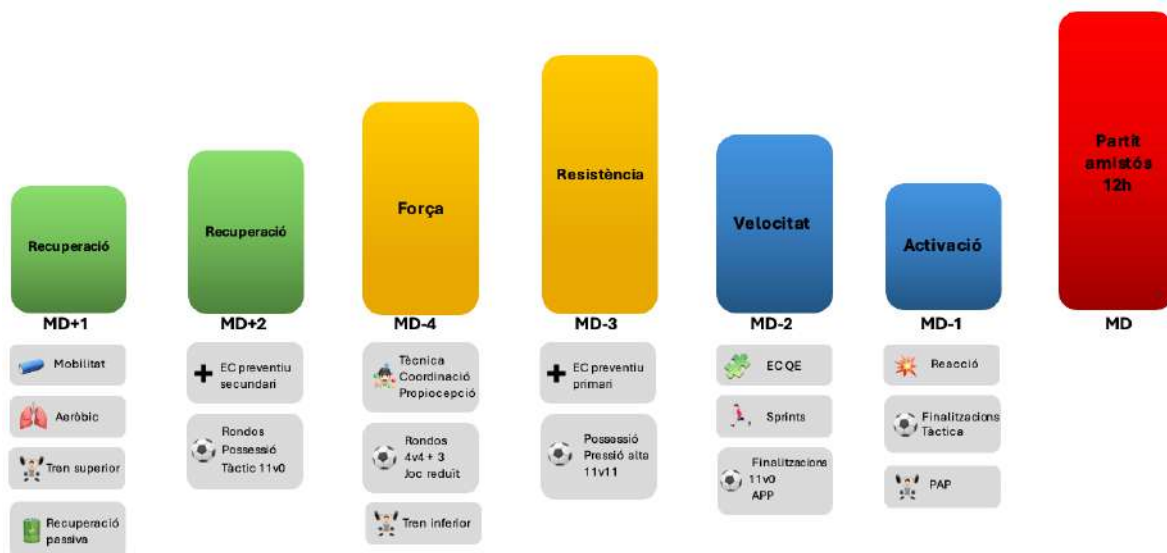 Recuperació
MD+1
Mobilitat
Aeròbic
Tren superior
Recuperació
passiva
Recuperació
MD+2
EC preventiu
secundari
Rondos
Possessió
Tàctic 11v0
Força
MD-4
Tècnica
Coordinació
Propiocepció
Rondos
4v4 + 3
Joc reduït
Tren inferior
Resistència
MD-3
EC preventiu
primari
Possessió
Pressió alta
11v11
Velocitat
MD-2
EC QE
Sprints
Finalitzacions
11v0
APP
Activació
MD-1
Reacció
Finalitzacions
Tàctica
PAP
Partit
amistós
12h
MD